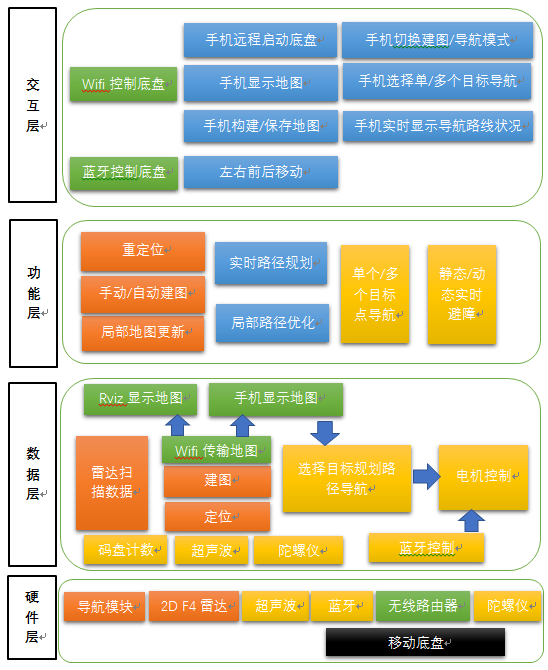 交
互
层
手机远程启动底盘
手机切换建图/导航模式
Wifi 控制底盘
手机显示地图
手机选择单/多个目标导航
手机构建/保存地图
手机实时显示导航路线状况
蓝牙控制底盘
左右前后移动
功
能
层
重定位
手动/自动建图
局部地图更新
实时路径规划
局部路径优化
单个/多
个目标
点导航
静态/动
态实时
避障
数
据
层
Rviz 显示地图
手机显示地图
雷达扫
描数据
Wifi 传输地图
建图
定位
选择目标规划路
径导航
电机控制
码盘计数
超声波
陀螺仪
蓝牙控制
硬
件
层
导航模块
2D F4 雷达
超声波
蓝牙
无线路由器
陀螺仪
移动底盘